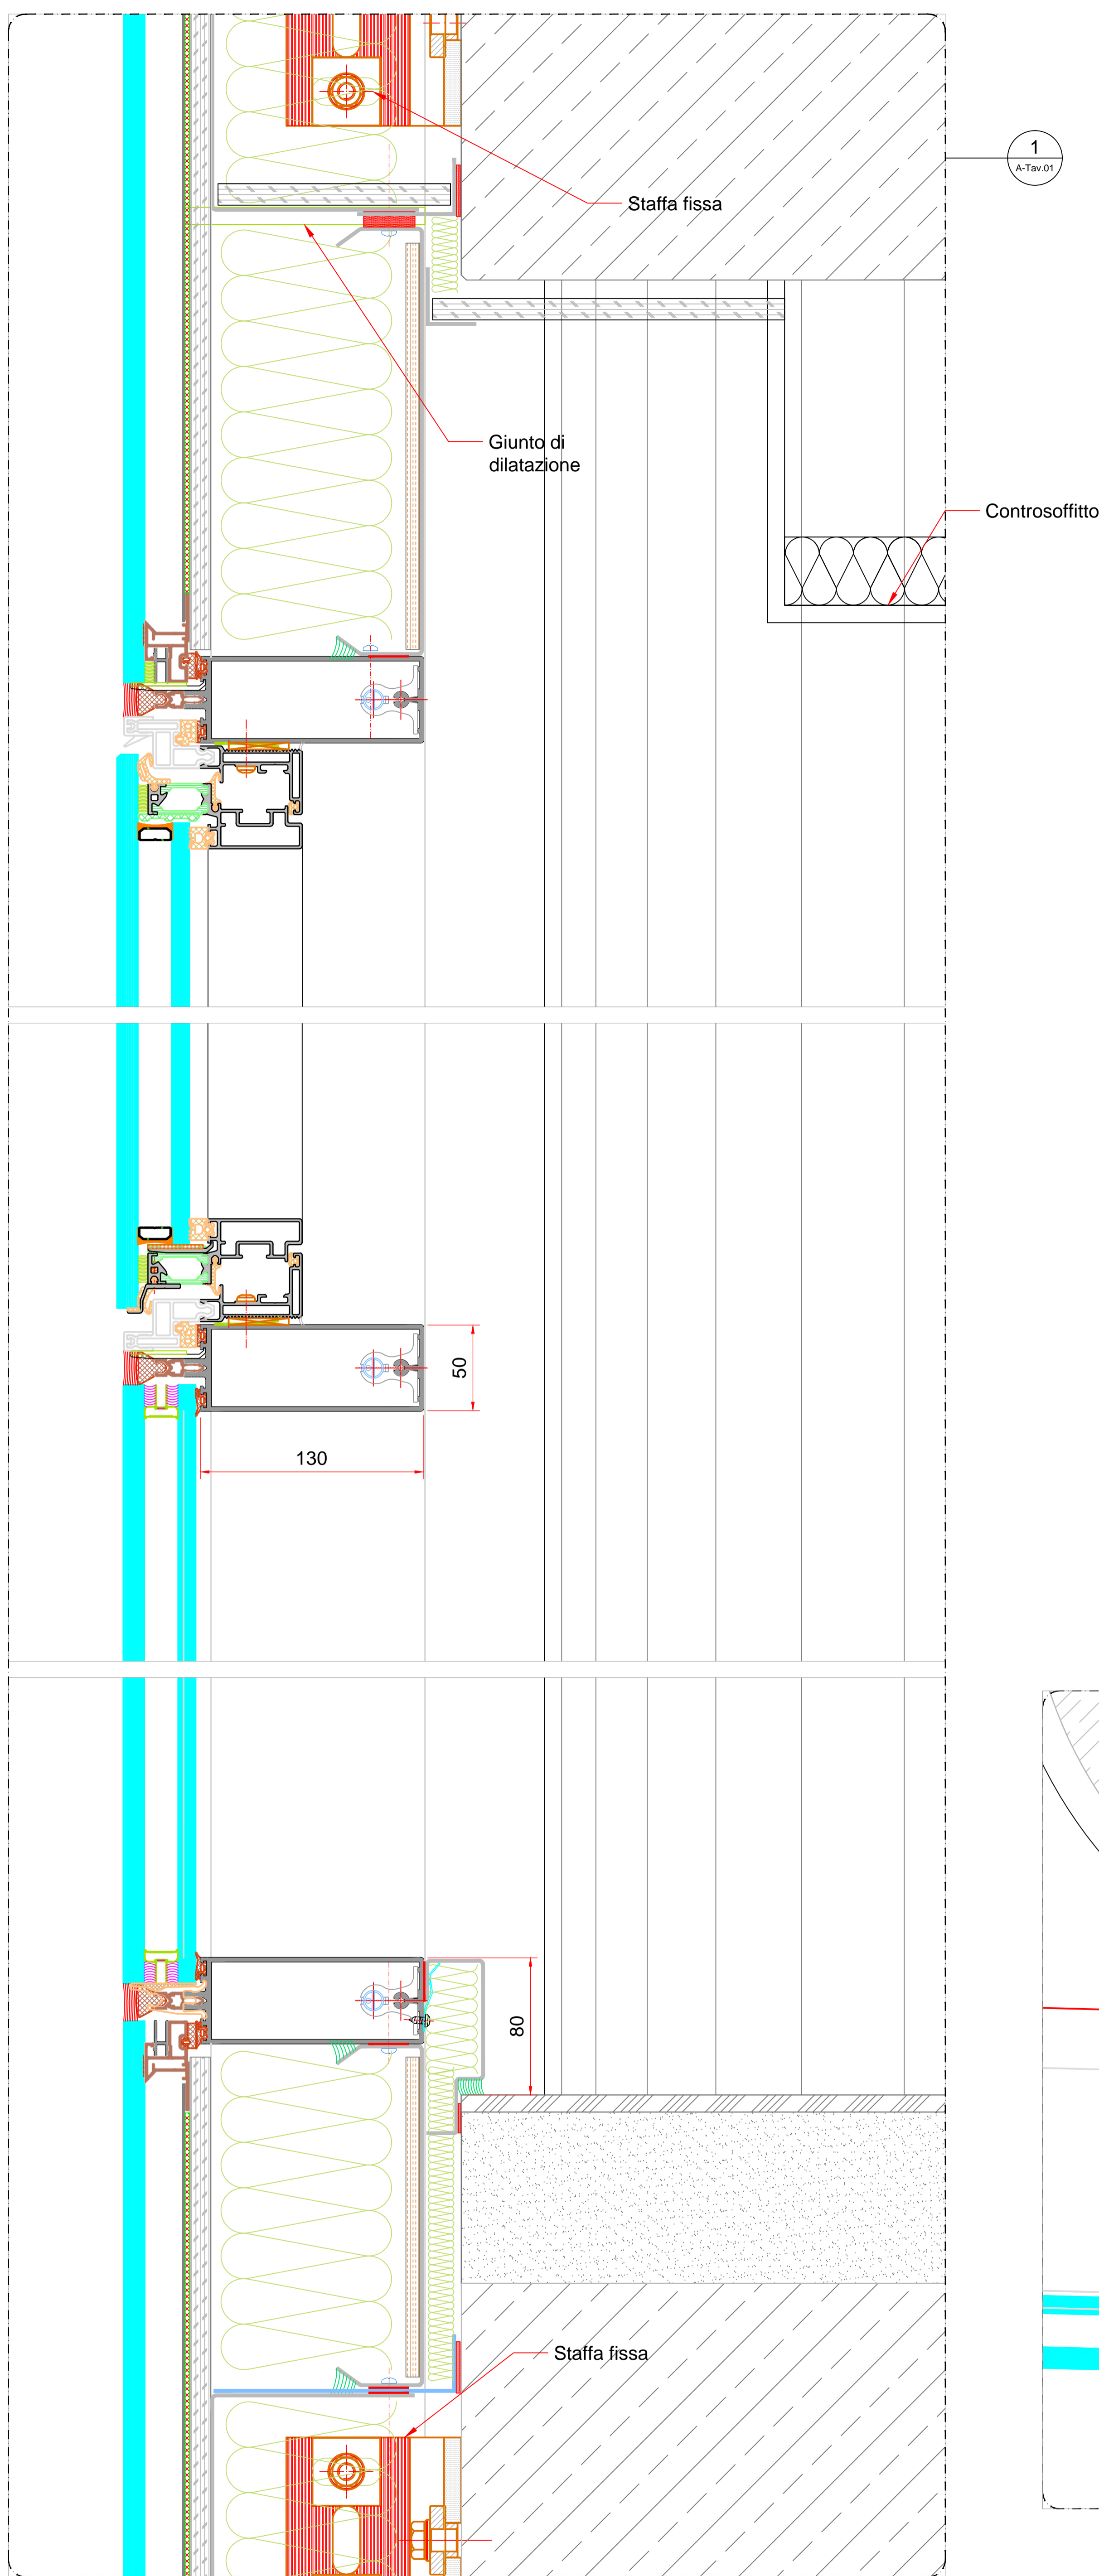 1
A-Tav.01
Staffa fissa
Giunto di
dilatazione
Controsoffitto
50
130
80
Staffa fissa